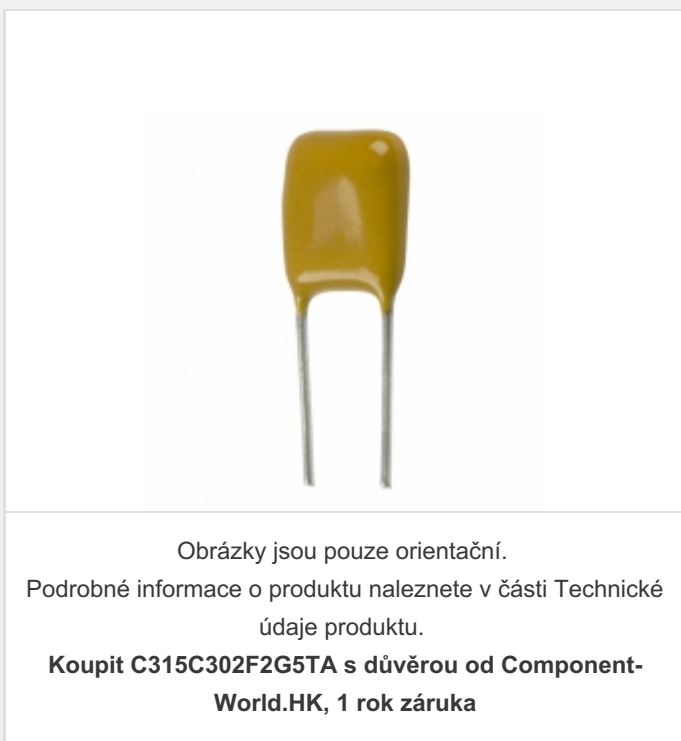 Obrázky jsou pouze orientační.
Podrobné informace o produktu naleznete v části Technické
údaje produktu.
Koupit C315C302F2G5TA s důvěrou od Component-
World.HK, 1 rok záruka